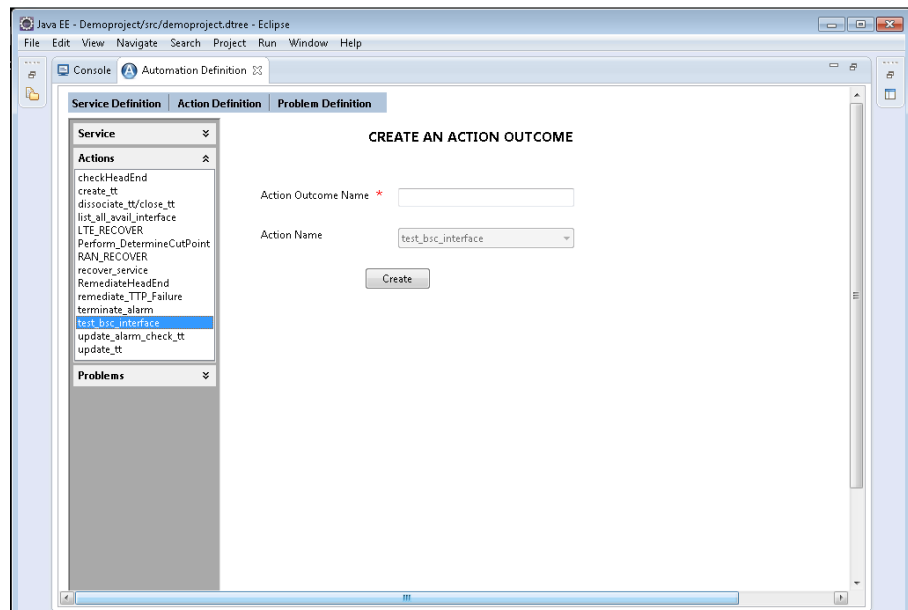 Java EE - Demoproject/src/demoproject.dtree - Eclipse
File Edit View Navigate Search Project Run Window Help
Console Automation Definition
Service Definition Action Definition Problem Definition
Service
CREATE AN ACTION OUTCOME
Actions
checkHeadEnd
create_tt
dissociate_tt/close_tt
list_all_avail_interface
LTE_RECOVER
Perform_DetermineCutPoint
RAN_RECOVER
recover_service
RemediateHeadEnd
remediate_TTP_Failure
terminate_alarm
test_bsc_interface
update_alarm_check_tt
update_tt
Problems
Action Outcome Name *
Action Name test_bsc_interface
Create